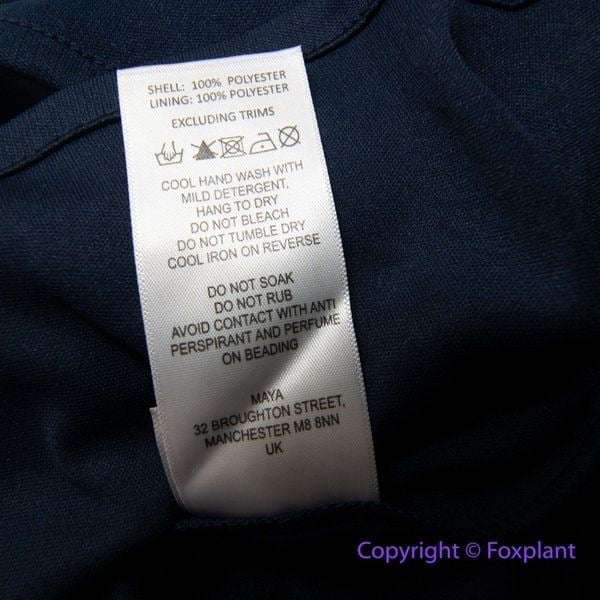 SHELL: 100% POLYESTER
LINING: 100% POLYESTER
EXCLUDING TRIMS
COOL HAND WASH WITH
MILD DETERGENT,
HANG TO DRY
DO NOT BLEACH
DO NOT TUMBLE DRY
COOL IRON ON REVERSE
DO NOT SOAK
DO NOT RUB
AVOID CONTACT WITH ANTI
PERSPIRANT AND PERFUME
ON BEADING
MAYA
32 BROUGHTON STREET,
MANCHESTER M8 8NN
UK
Copyright © Foxplant